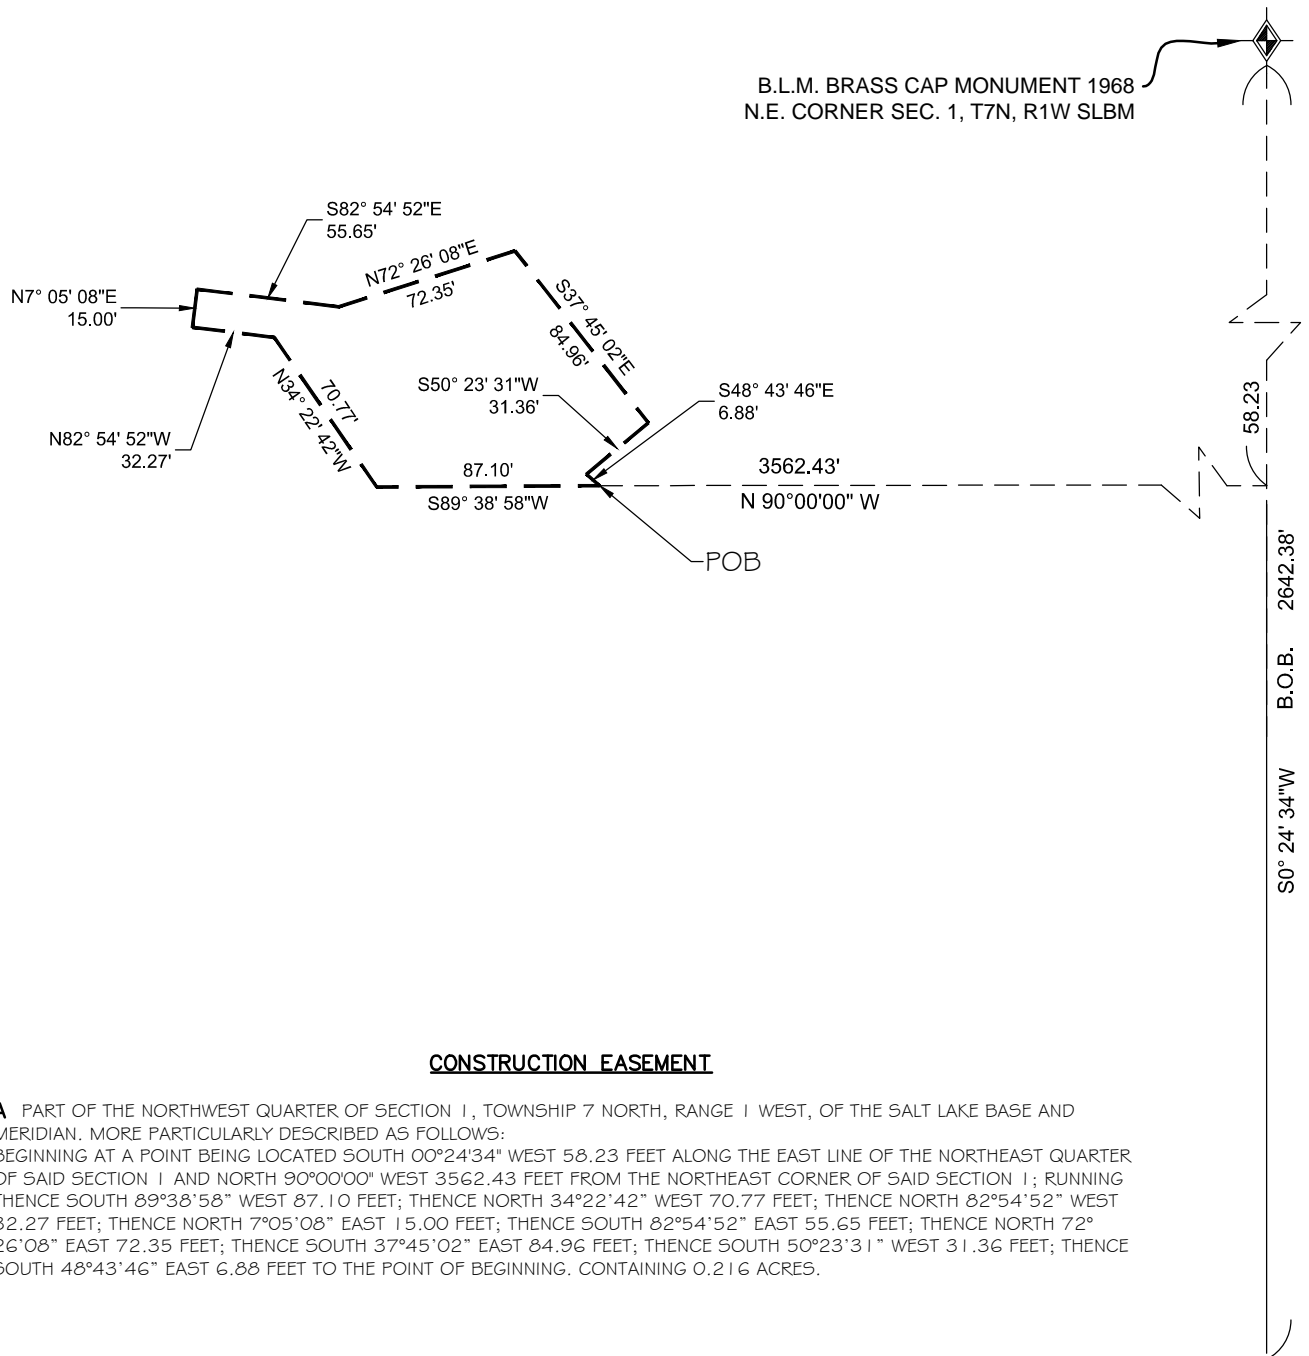 B.L.M. BRASS CAP MONUMENT 1968
N.E. CORNER SEC. 1, T7N, R1W SLBM
S82° 54' 52"E
55.65'
N72° 26' 08"E
72.35'
N7° 05' 08"E
15.00'
S37° 45' 02"E
84.96'
S50° 23' 31"W
31.36'
S48° 43' 46"E
6.88'
70.77'
N34° 22' 42"W
N82° 54' 52"W
32.27'
87.10'
S89° 38' 58"W
3562.43'
N 90°00'00" W
58.23
POB
S0° 24' 34"W B.O.B. 2642.38'
CONSTRUCTION EASEMENT
A PART OF THE NORTHWEST QUARTER OF SECTION 1, TOWNSHIP 7 NORTH, RANGE 1 WEST, OF THE SALT LAKE BASE AND
MERIDIAN. MORE PARTICULARLY DESCRIBED AS FOLLOWS:
BEGINNING AT A POINT BEING LOCATED SOUTH 00°24'34" WEST 58.23 FEET ALONG THE EAST LINE OF THE NORTHEAST QUARTER
OF SAID SECTION 1 AND NORTH 90°00'00" WEST 3562.43 FEET FROM THE NORTHEAST CORNER OF SAID SECTION 1; RUNNING
THENCE SOUTH 89°38'58” WEST 87.10 FEET; THENCE NORTH 34°22'42” WEST 70.77 FEET; THENCE NORTH 82°54'52” WEST
32.27 FEET; THENCE NORTH 7°05'08” EAST 15.00 FEET; THENCE SOUTH 82°54'52” EAST 55.65 FEET; THENCE NORTH 72°
26'08” EAST 72.35 FEET; THENCE SOUTH 37°45'02” EAST 84.96 FEET; THENCE SOUTH 50°23'31” WEST 31.36 FEET; THENCE
SOUTH 48°43'46” EAST 6.88 FEET TO THE POINT OF BEGINNING. CONTAINING 0.216 ACRES.